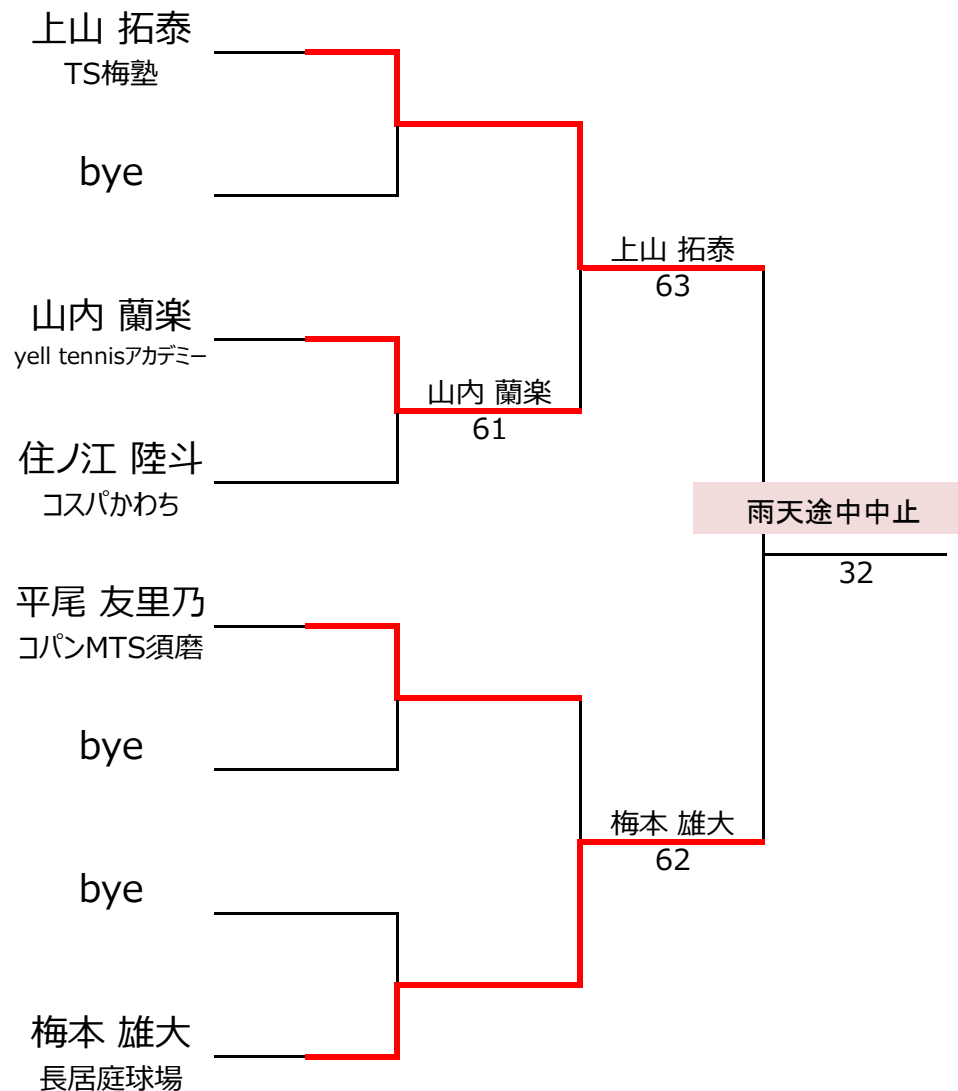 上山 拓泰
TS梅塾
bye
上山 拓泰
63
山内 蘭楽
yell tennisアカデミー
山内 蘭楽
61
住ノ江 陸斗
コスパかわち
雨天途中中止
32
平尾 友里乃
コパンMTS須磨
bye
梅本 雄大
62
bye
梅本 雄大
長居庭球場